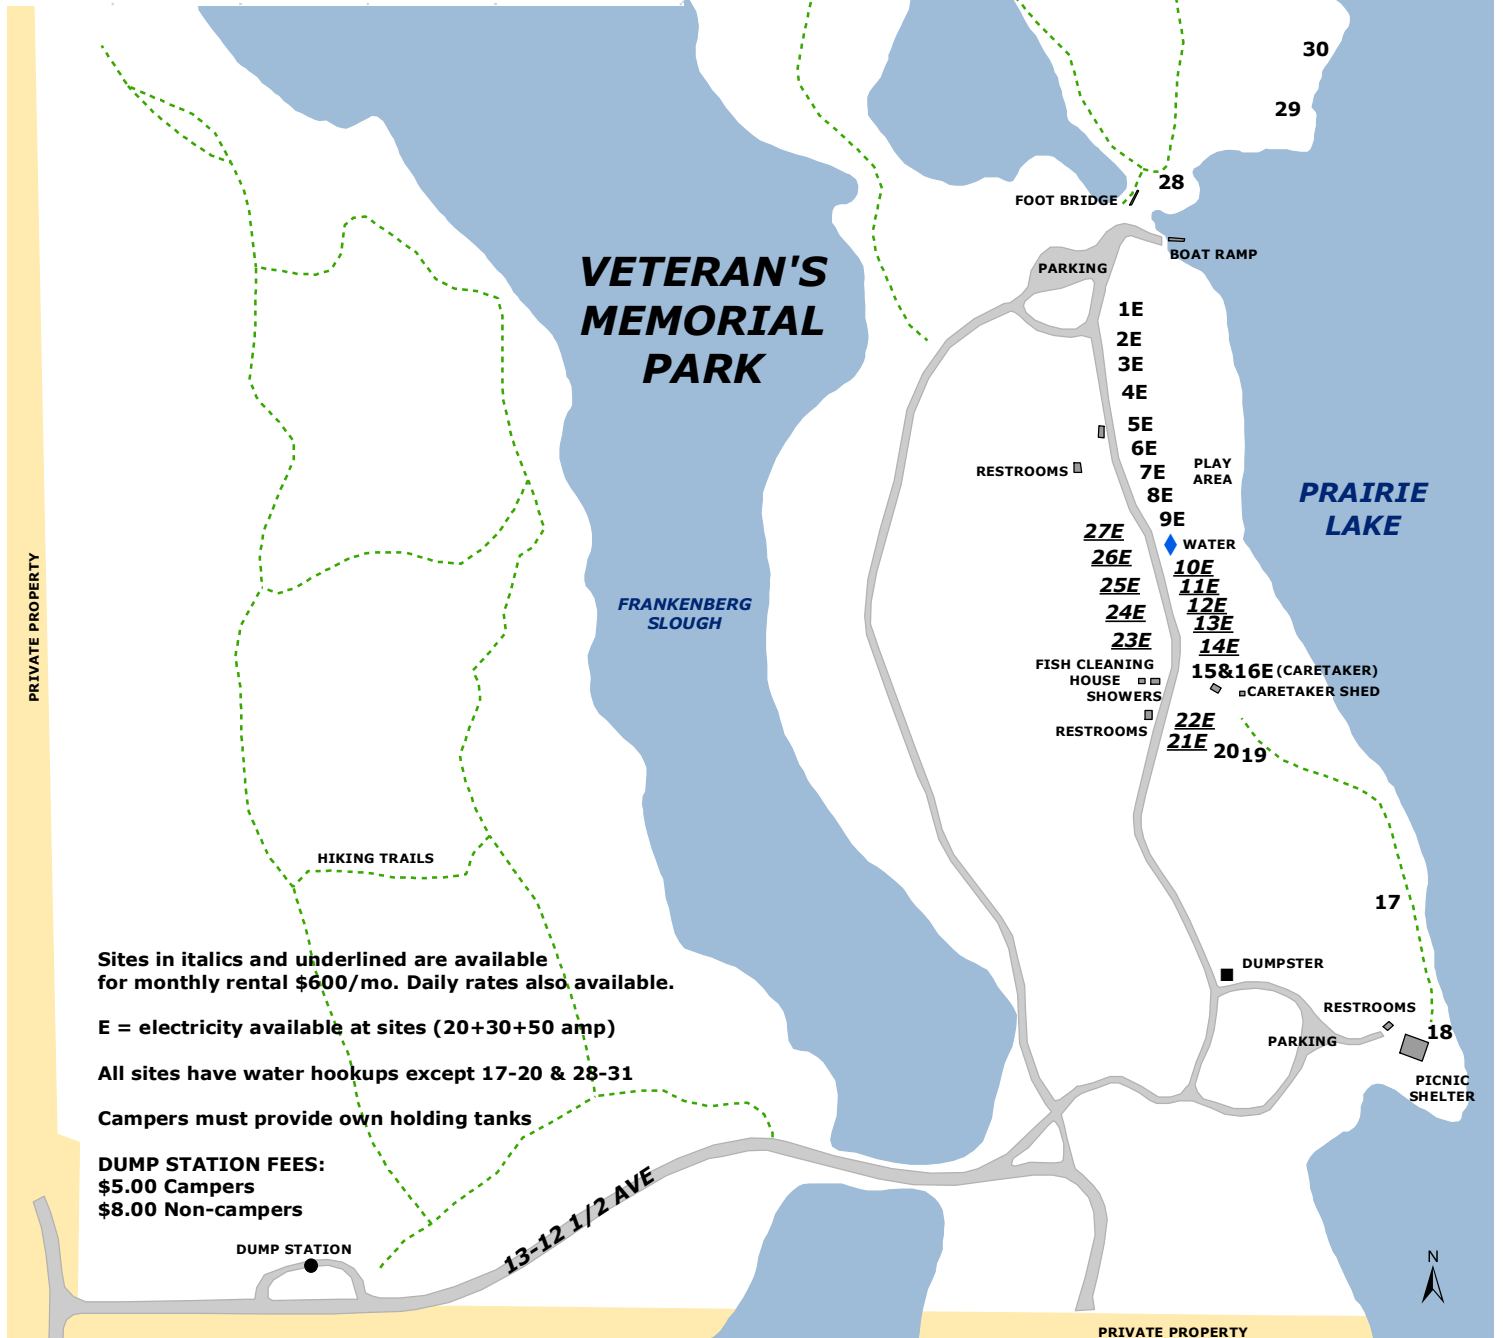 30
29
28
FOOT BRIDGE
BOAT RAMP
PARKING
VETERAN'S
MEMORIAL
PARK
1E
2E
3E
4E
5E
6E
7E
8E
9E
PLAY
AREA
RESTROOMS
PRAIRIE
LAKE
WATER
27E
26E
25E
24E
23E
10E
11E
12E
13E
14E
15&16E (CARETAKER)
CARETAKER SHED
FISH CLEANING
HOUSE
SHOWERS
RESTROOMS
22E
21E
20
19
FRANKENBERG
SLOUGH
PRIVATE PROPERTY
HIKING TRAILS
17
DUMPSTER
RESTROOMS
PARKING
18
PICNIC
SHELTER
Sites in italics and underlined are available
for monthly rental $600/mo. Daily rates also available.
E = electricity available at sites (20+30+50 amp)
All sites have water hookups except 17-20 & 28-31
Campers must provide own holding tanks
DUMP STATION FEES:
$5.00 Campers
$8.00 Non-campers
DUMP STATION
13-12 1/2 AVE
N
PRIVATE PROPERTY